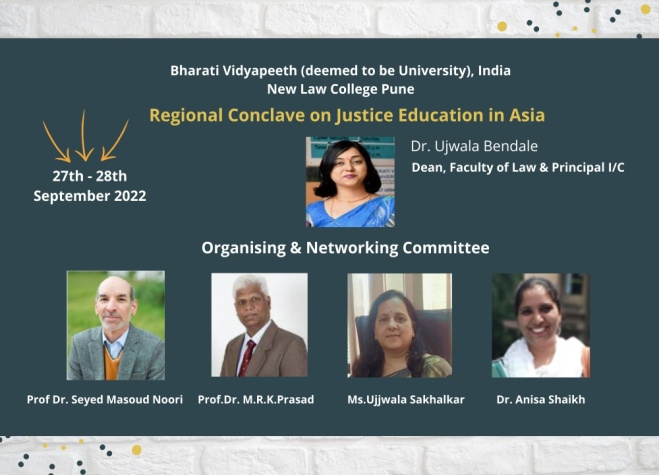 Bharati Vidyapeeth (deemed to be University), India
New Law College Pune
Regional Conclave on Justice Education in Asia
27th - 28th
September 2022
Dr. Ujwala Bendale
Dean, Faculty of Law & Principal I/C
Organising & Networking Committee
Prof Dr. Seyed Masoud Noori
Prof.Dr. M.R.K.Prasad
Ms.Ujjwala Sakhalkar
Dr. Anisa Shaikh